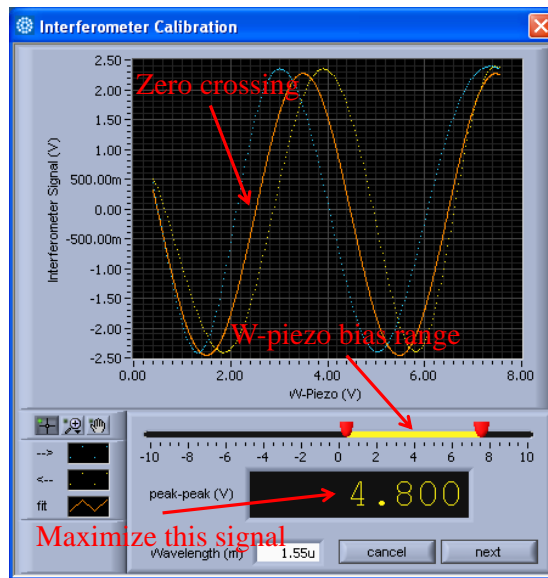 Interferometer Calibration
2.50
2.00
1.50
1.00
500.00m
0.00
-500.00m
-1.00
-1.50
-2.00
-2.50
Interferometer Signal (V)
Zero crossing
W-piezo bias range
0.00 2.00 4.00 6.00 8.00
W-Piezo (V)
-->
<--
fit
-10 -8 -6 -4 -2 0 2 4 6 8 10
peak-peak (V) 4.800
Maximize this signal
Wavelength (m) 1.55u cancel next